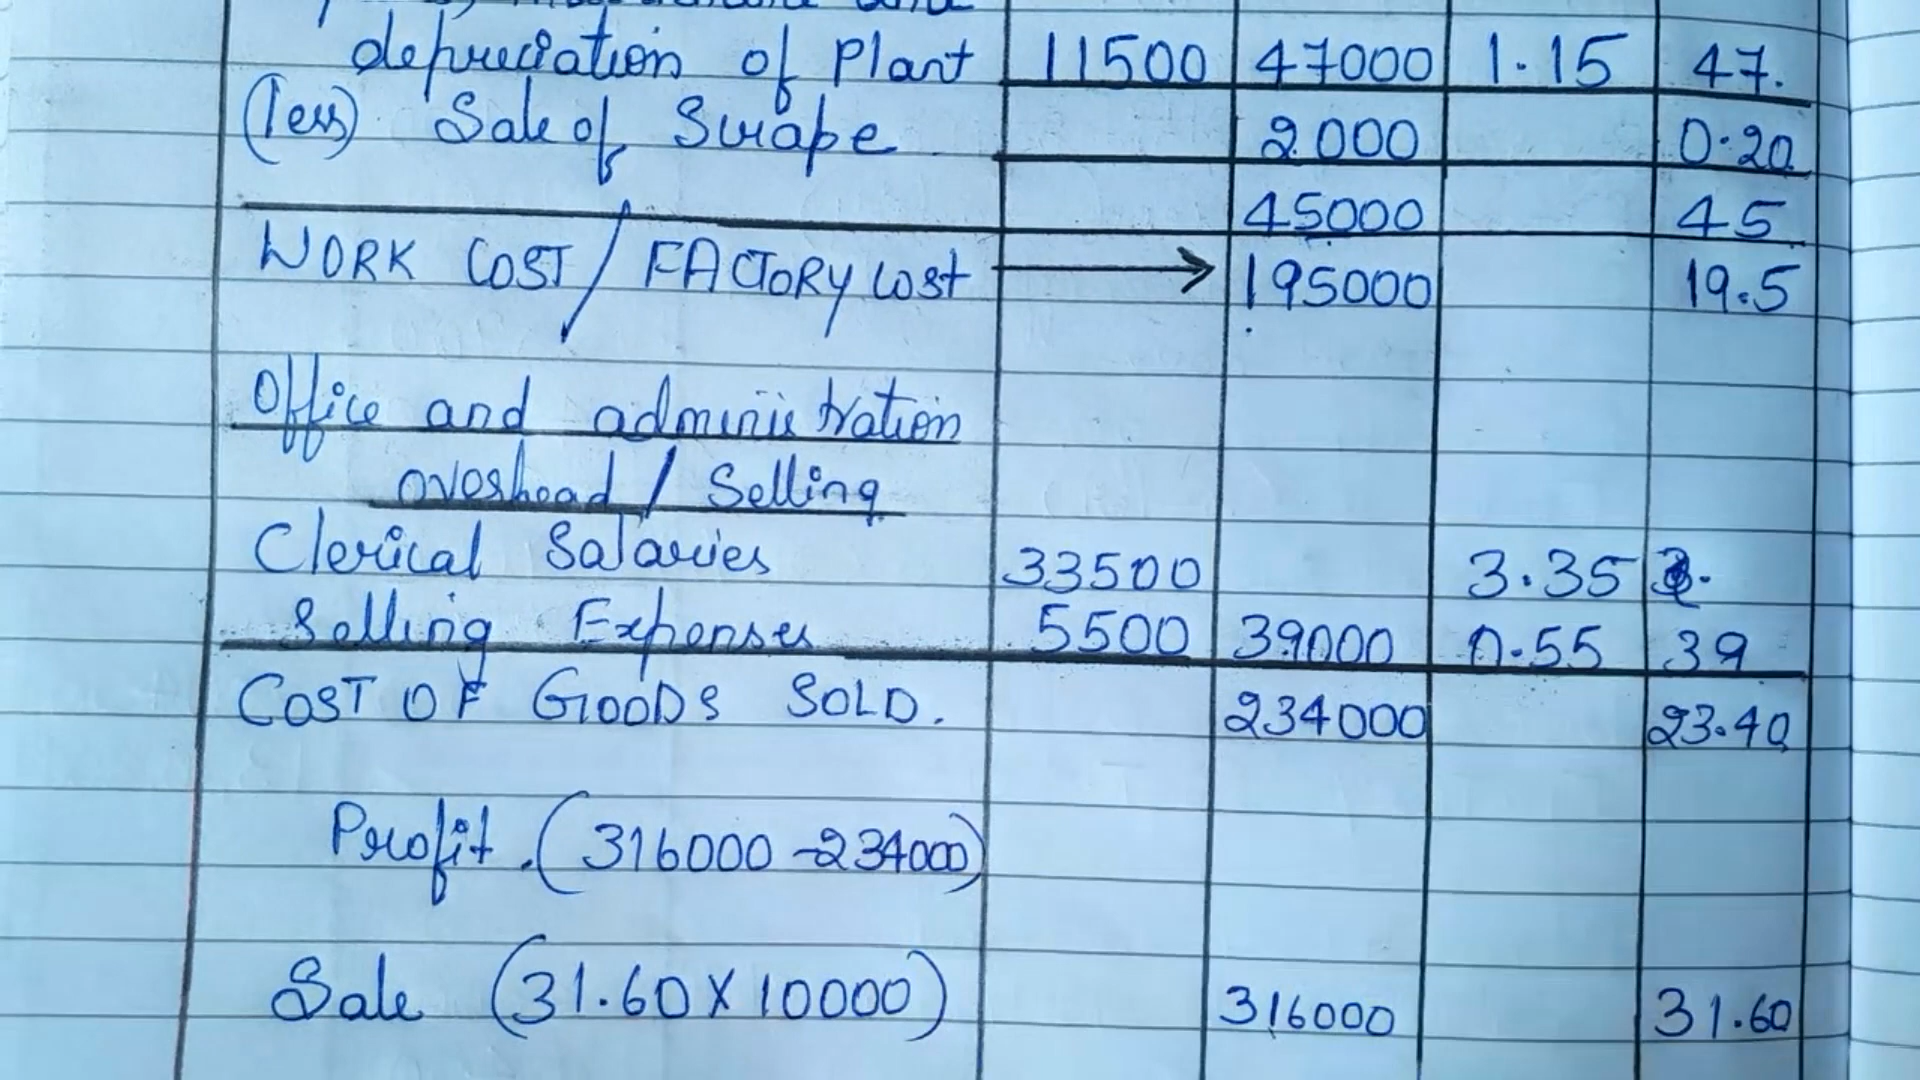 depreciation of Plant 11500 47000 1.15 47.
(less) Sale of Scrape 2000 0.20
45000 45
WORK COST / FACTORY Cost → 195000 19.5
Office and administration
overhead / Selling
Clerical Salaries 33500 3.35
Selling Expenses 5500 39000 0.55 39
COST OF GOODS SOLD. 234000 23.40
Profit. (316000 - 234000)
Sale (31.60 X 10000) 316000 31.60